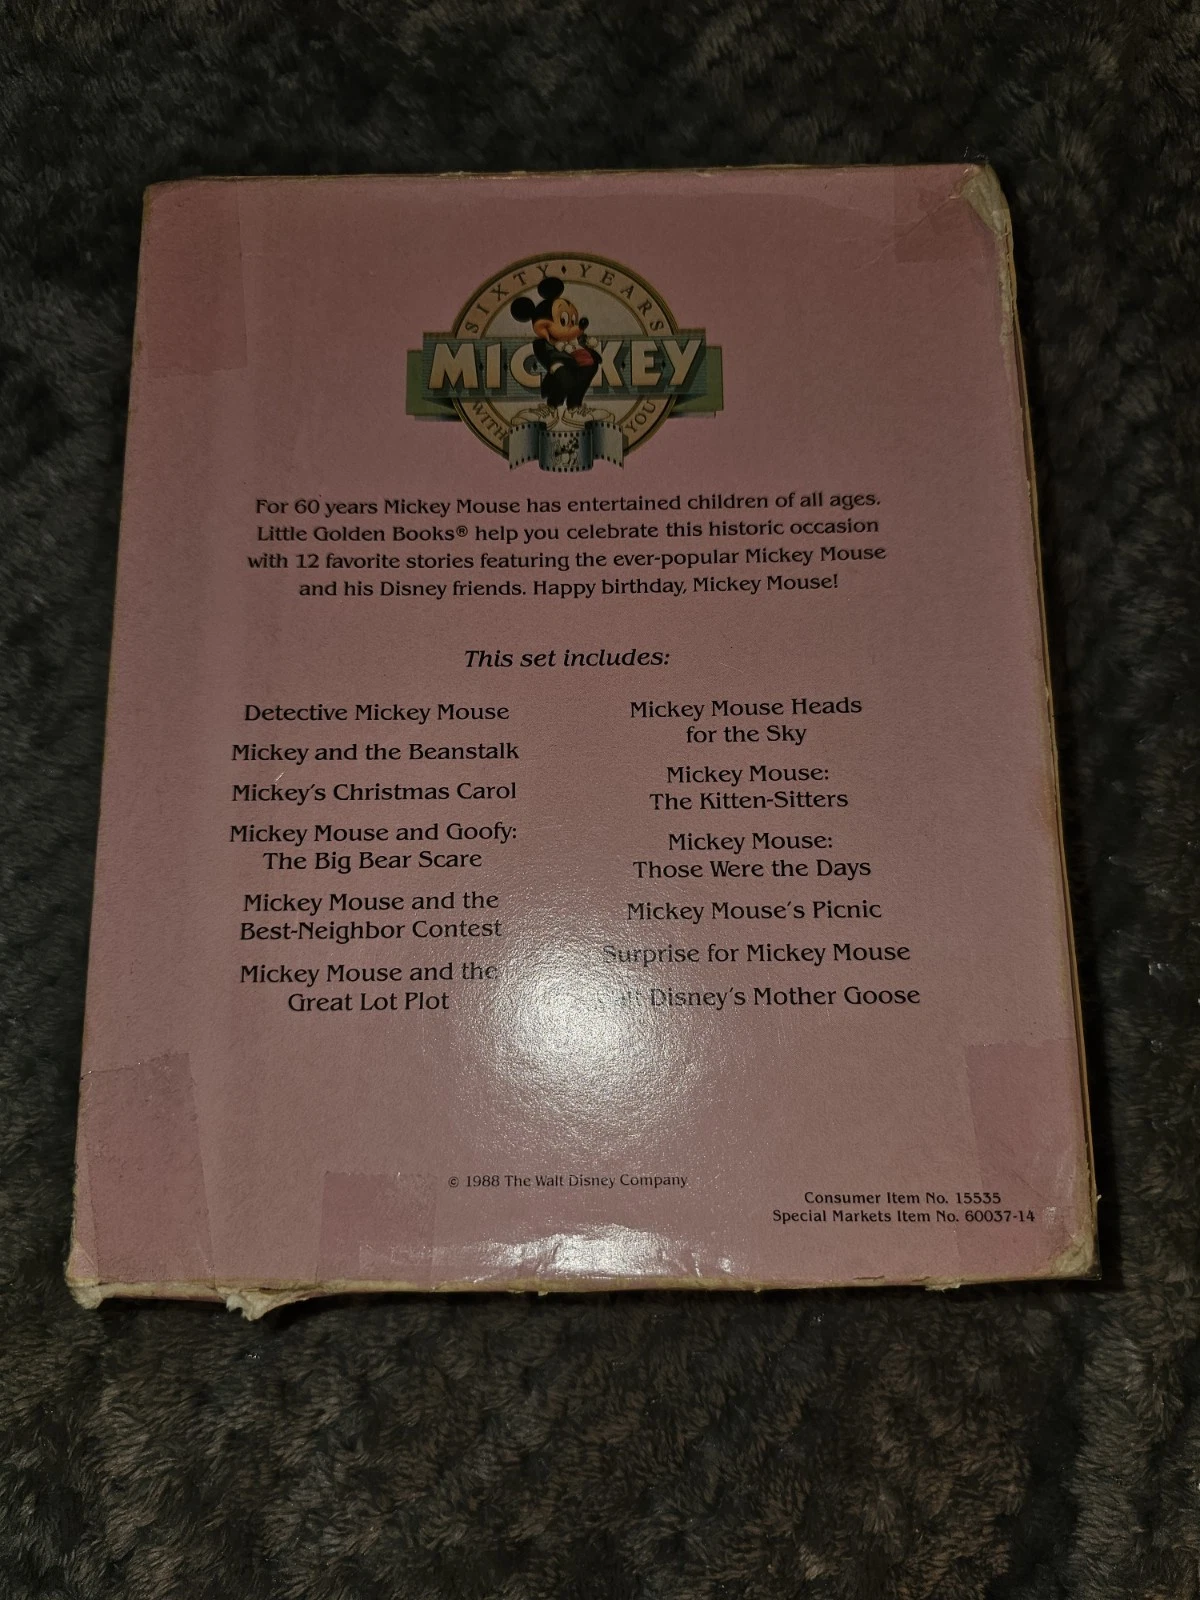 SIXTY · YEARS
MICKEY
WITH YOU
For 60 years Mickey Mouse has entertained children of all ages.
Little Golden Books® help you celebrate this historic occasion
with 12 favorite stories featuring the ever-popular Mickey Mouse
and his Disney friends. Happy birthday, Mickey Mouse!
This set includes:
Detective Mickey Mouse
Mickey and the Beanstalk
Mickey's Christmas Carol
Mickey Mouse and Goofy:
The Big Bear Scare
Mickey Mouse and the
Best-Neighbor Contest
Mickey Mouse and the
Great Lot Plot
Mickey Mouse Heads
for the Sky
Mickey Mouse:
The Kitten-Sitters
Mickey Mouse:
Those Were the Days
Mickey Mouse's Picnic
Surprise for Mickey Mouse
Walt Disney's Mother Goose
© 1988 The Walt Disney Company
Consumer Item No. 15535
Special Markets Item No. 60037-14